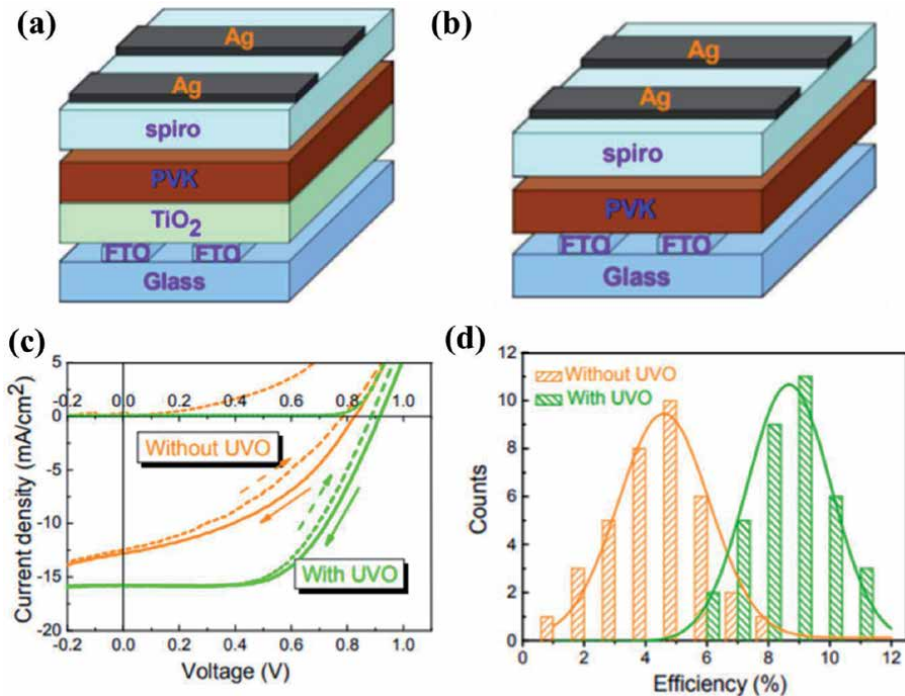 (a)
Ag
Ag
spiro
PVK
TiO2
FTO FTO
Glass
(b)
Ag
Ag
spiro
PVK
FTO FTO
Glass
(c)
Current density (mA/cm2)
5
0
-5
-10
-15
-20
-0.2 0.0 0.2 0.4 0.6 0.8 1.0
Without UVO
With UVO
-0.2 0.0 0.2 0.4 0.6 0.8 1.0
Voltage (V)
(d)
Counts
12
10
8
6
4
2
0
Without UVO
With UVO
0 2 4 6 8 10 12
Efficiency (%)